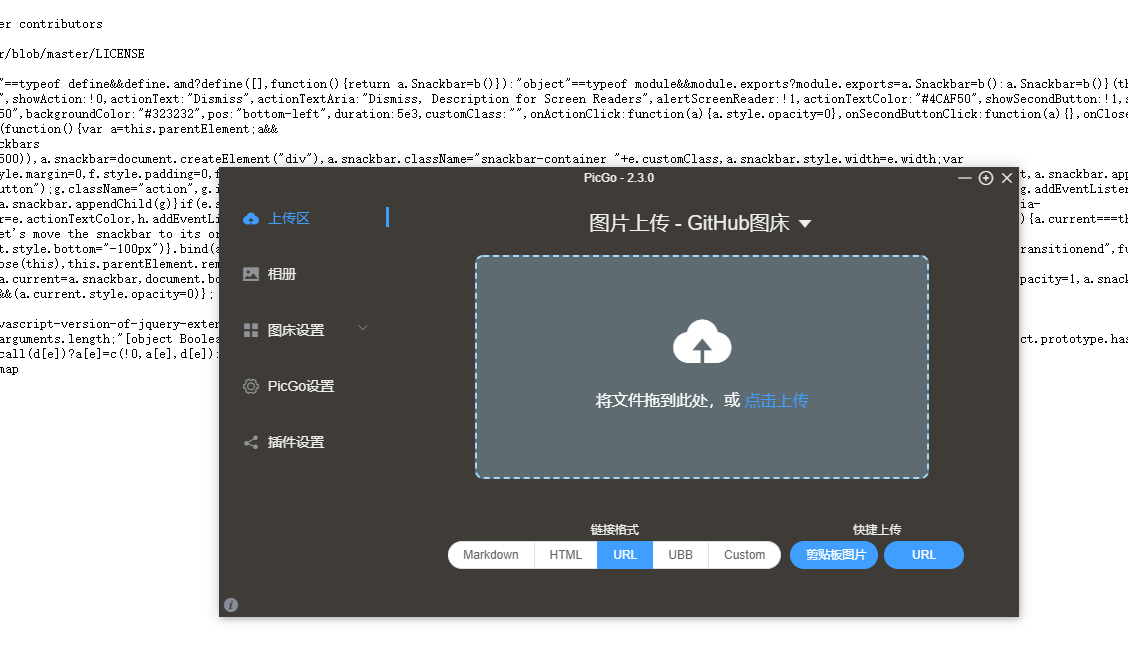 er contributors
r/blob/master/LICENSE
"==typeof define&&define.amd?define([],function(){return a.Snackbar=b()}):"object"==typeof module&&module.exports?module.exports=a.Snackbar=b():a.Snackbar=b()}(th
",showAction:!0,actionText:"Dismiss",actionTextAria:"Dismiss, Description for Screen Readers",alertScreenReader:!1,actionTextColor:"#4CAF50",showSecondButton:!1,s
50",backgroundColor:"#323232",pos:"bottom-left",duration:5e3,customClass:"",onActionClick:function(a){a.style.opacity=0},onSecondButtonClick:function(a){},onClose
(function(){var a=this.parentElement;a&&
ckbars
500)),a.snackbar=document.createElement("div"),a.snackbar.className="snackbar-container "+e.customClass,a.snackbar.style.width=e.width;var
yle.margin=0,f.style.padding=0,f
t,a.snackbar.app
utton");g.className="action",g.i
g.addEventListen
a.snackbar.appendChild(g)}if(e.s
ia-
r=e.actionTextColor,h.addEventLi
){a.current===th
et's move the snackbar to its or
t.style.bottom="-100px")}.bind(a
ransitionend",fu
ose(this),this.parentElement.rem
a.current=a.snackbar,document.bo
pacity=1,a.snack
&&(a.current.style.opacity=0)};
vascript-version-of-jquery-exten
arguments.length;"[object Boolea
ct.prototype.has
call(d[e])?a[e]=c(!0,a[e],d[e]):
map
PicGo - 2.3.0
上传区
图片上传 - GitHub图床
相册
图床设置
PicGo设置
将文件拖到此处，或 点击上传
插件设置
链接格式
快捷上传
Markdown
HTML
URL
UBB
Custom
剪贴板图片
URL